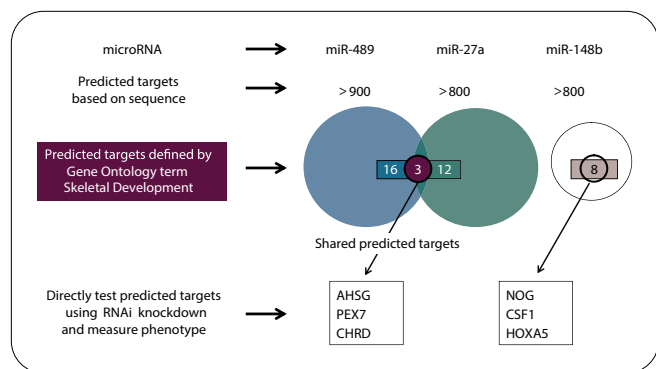 microRNA
miR-489
miR-27a
miR-148b
Predicted targets
based on sequence
>900
>800
>800
Predicted targets defined by
Gene Ontology term
Skeletal Development
16
3
12
8
Shared predicted targets
Directly test predicted targets
using RNAi knockdown
and measure phenotype
AHSG
PEX7
CHRD
NOG
CSF1
HOXA5